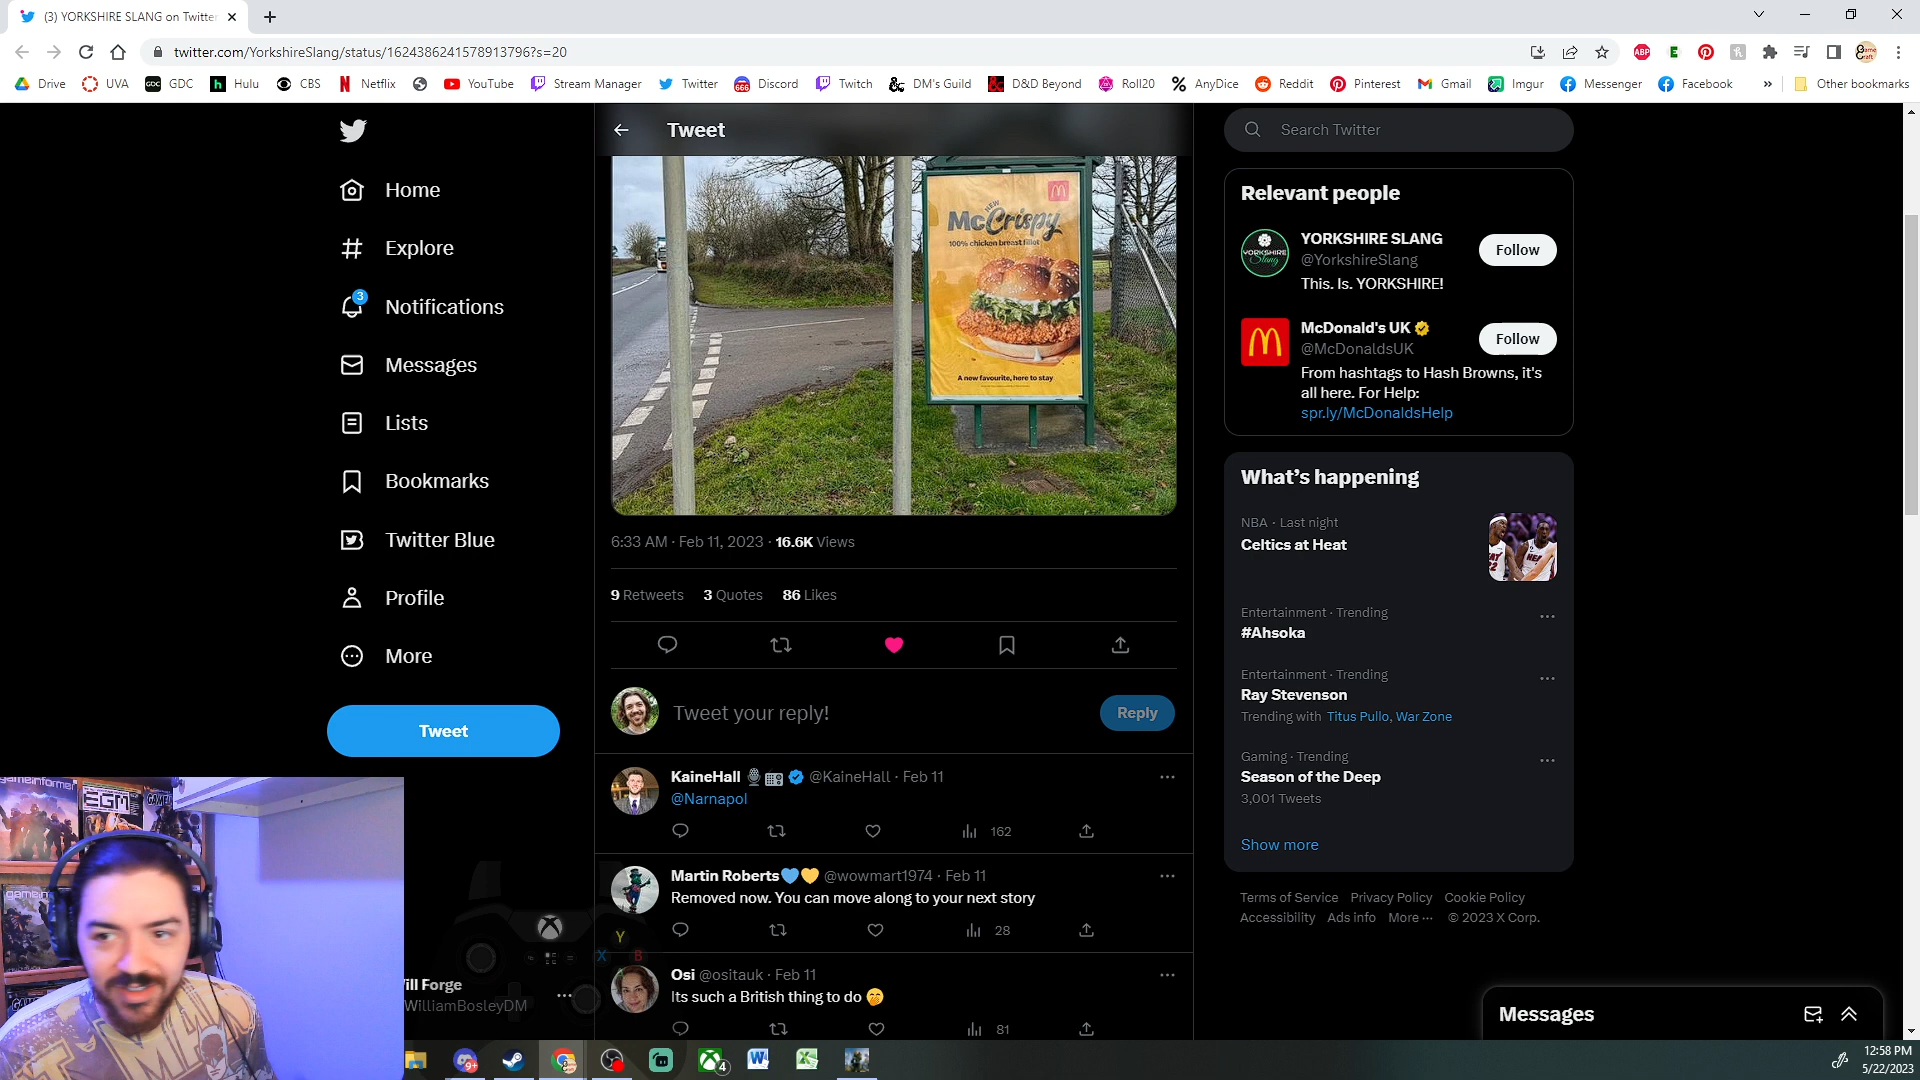 (3) YORKSHIRE SLANG on Twitter
twitter.com/YorkshireSlang/status/1624386241578913796?s=20
Drive UVA GDC Hulu CBS Netflix YouTube Stream Manager Twitter Discord Twitch DM's Guild D&D Beyond Roll20 AnyDice Reddit Pinterest Gmail Imgur Messenger Facebook » Other bookmarks
Home
Explore
3
Notifications
Messages
Lists
Bookmarks
Twitter Blue
Profile
More
Tweet
Will Forge
WilliamBosleyDM
Tweet
NEW
McCrispy
100% chicken breast fillet
A new favourite, here to stay
6:33 AM · Feb 11, 2023 · 16.6K Views
9 Retweets 3 Quotes 86 Likes
Tweet your reply!
Reply
KaineHall @KaineHall · Feb 11
@Narnapol
162
Martin Roberts @wowmart1974 · Feb 11
Removed now. You can move along to your next story
28
Osi @ositauk · Feb 11
Its such a British thing to do
81
Search Twitter
Relevant people
YORKSHIRE SLANG
@YorkshireSlang
Follow
This. Is. YORKSHIRE!
McDonald's UK
@McDonaldsUK
Follow
From hashtags to Hash Browns, it's
all here. For Help:
spr.ly/McDonaldsHelp
What's happening
NBA · Last night
Celtics at Heat
Entertainment · Trending
#Ahsoka
Entertainment · Trending
Ray Stevenson
Trending with Titus Pullo, War Zone
Gaming · Trending
Season of the Deep
3,001 Tweets
Show more
Terms of Service Privacy Policy Cookie Policy
Accessibility Ads info More ··· © 2023 X Corp.
Messages
EGM
gameinformer
Y
X
B
9+
4
12:58 PM
5/22/2023